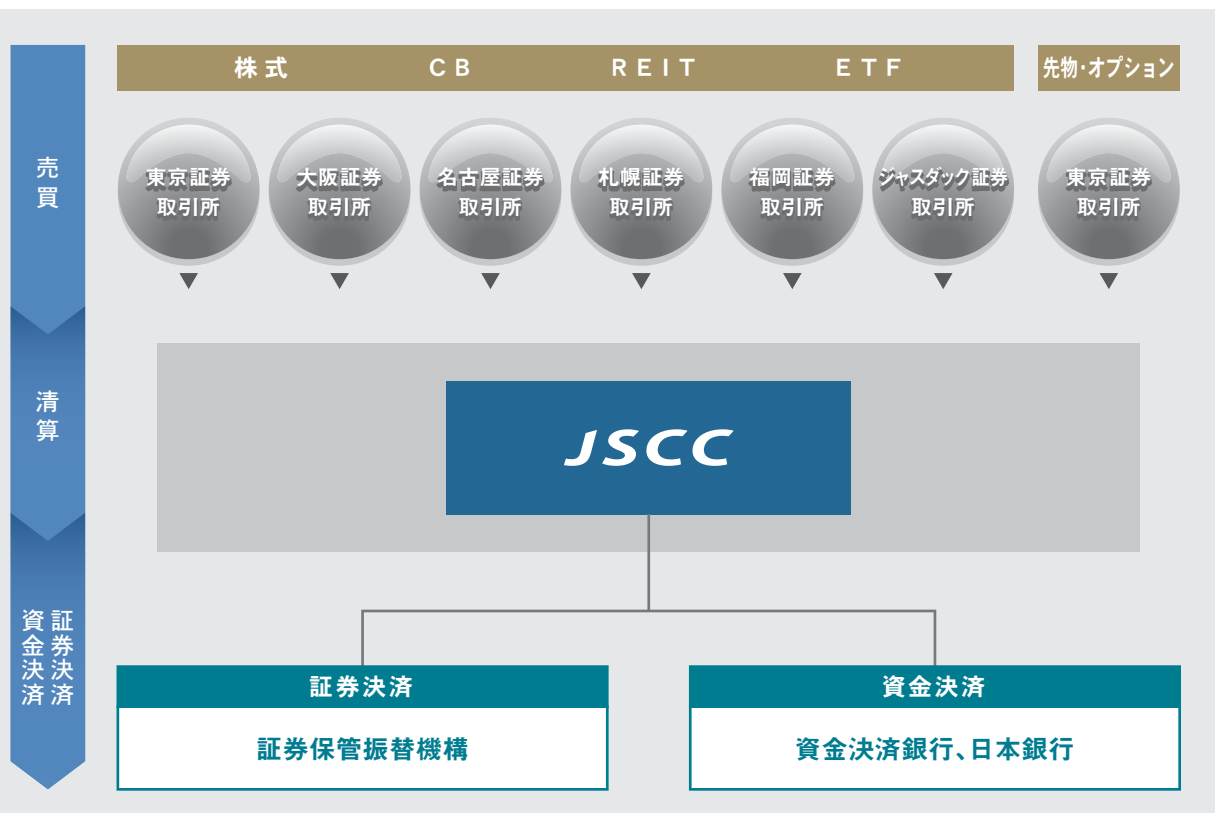 売買
株式 CB REIT ETF
先物・オプション
東京証券
取引所
大阪証券
取引所
名古屋証券
取引所
札幌証券
取引所
福岡証券
取引所
ジャスダック証券
取引所
東京証券
取引所
清算
JSCC
証券決済
資金決済
証券決済
証券保管振替機構
資金決済
資金決済銀行、日本銀行